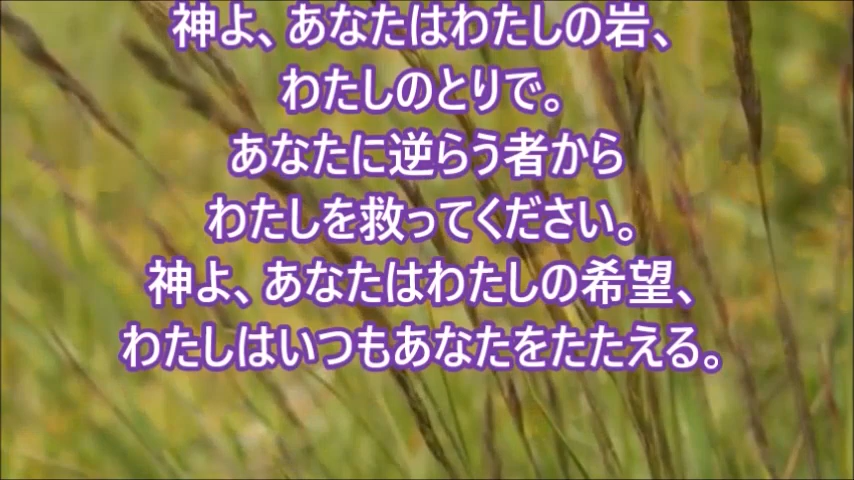 神よ、あなたはわたしの岩、
わたしのとりで。
あなたに逆らう者から
わたしを救ってください。
神よ、あなたはわたしの希望、
わたしはいつもあなたをたたえる。